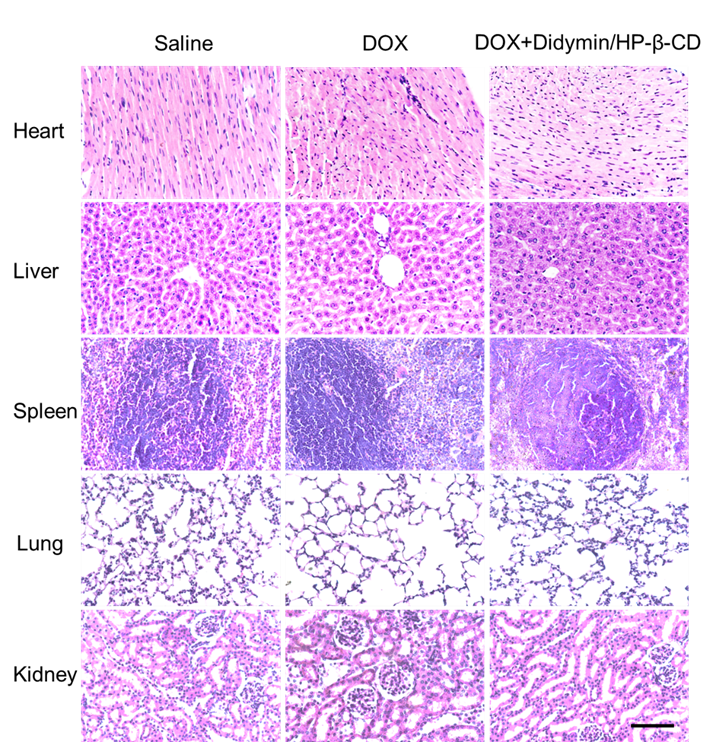 Saline DOX DOX+Didymin/HP-β-CD
Heart
Liver
Spleen
Lung
Kidney